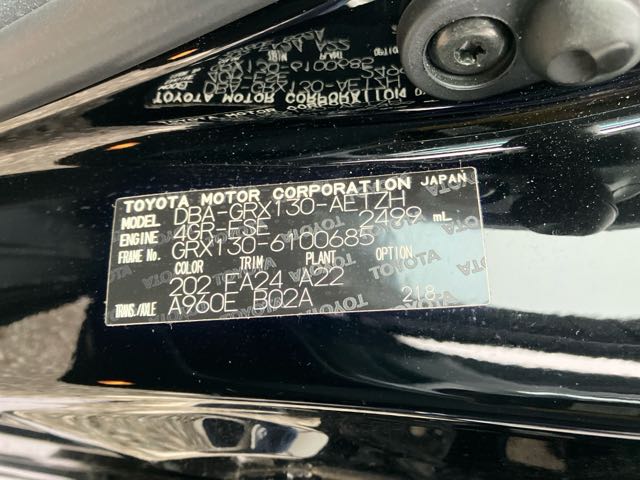 TOYOTA MOTOR CORPORATION JAPAN
MODEL DBA-GRX130-AETZH
ENGINE 4GR-FSE 2499 mL
FRAME No. GRX130-6100685
COLOR TRIM PLANT OPTION
202 FA24 A22
TRANS./AXLE A960E B02A 218